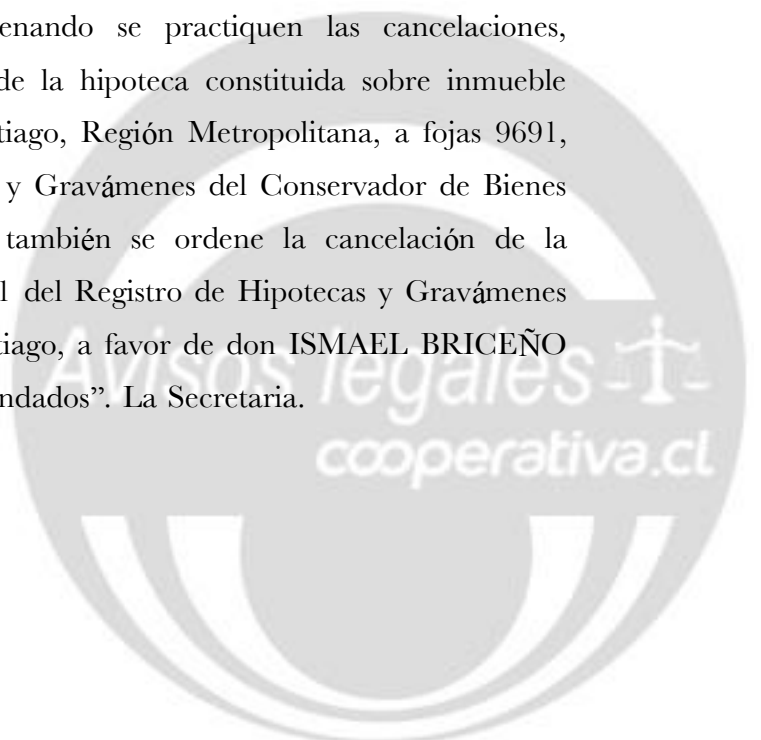 enando se practiquen las cancelaciones,
de la hipoteca constituida sobre inmueble
tiago, Región Metropolitana, a fojas 9691,
y Gravámenes del Conservador de Bienes
también se ordene la cancelación de la
1 del Registro de Hipotecas y Gravámenes
tiago, a favor de don ISMAEL BRICEÑO
ndados”. La Secretaria.
Avisos legales
cooperativa.cl